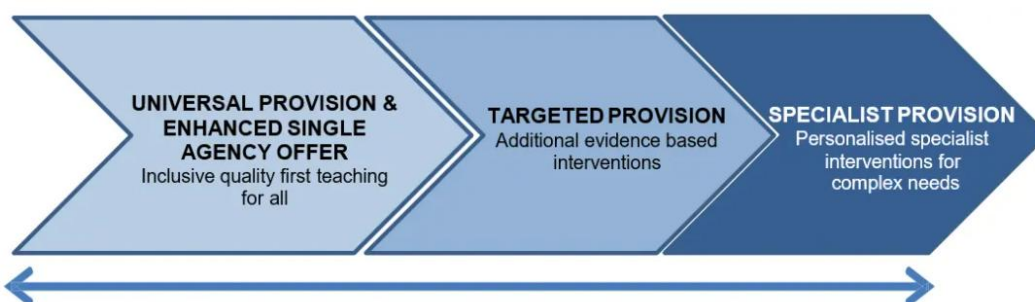 UNIVERSAL PROVISION &
ENHANCED SINGLE
AGENCY OFFER
Inclusive quality first teaching
for all
TARGETED PROVISION
Additional evidence based
interventions
SPECIALIST PROVISION
Personalised specialist
interventions for
complex needs